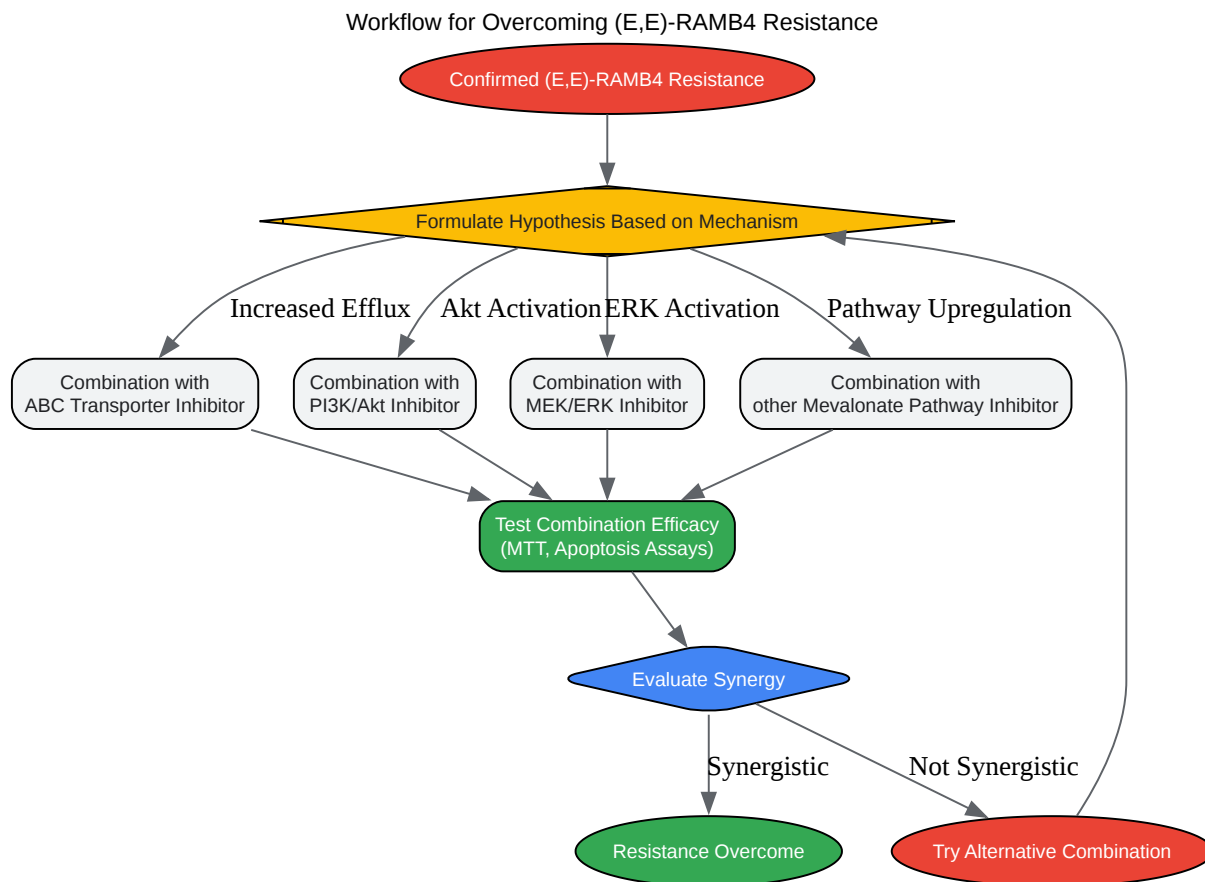 Workflow for Overcoming (E,E)-RAMB4 Resistance
Confirmed (E,E)-RAMB4 Resistance
Formulate Hypothesis Based on Mechanism
Increased Efflux
Akt Activation
ERK Activation
Pathway Upregulation
Combination with
ABC Transporter Inhibitor
Combination with
PI3K/Akt Inhibitor
Combination with
MEK/ERK Inhibitor
Combination with
other Mevalonate Pathway Inhibitor
Test Combination Efficacy
(MTT, Apoptosis Assays)
Evaluate Synergy
Synergistic
Not Synergistic
Resistance Overcome
Try Alternative Combination